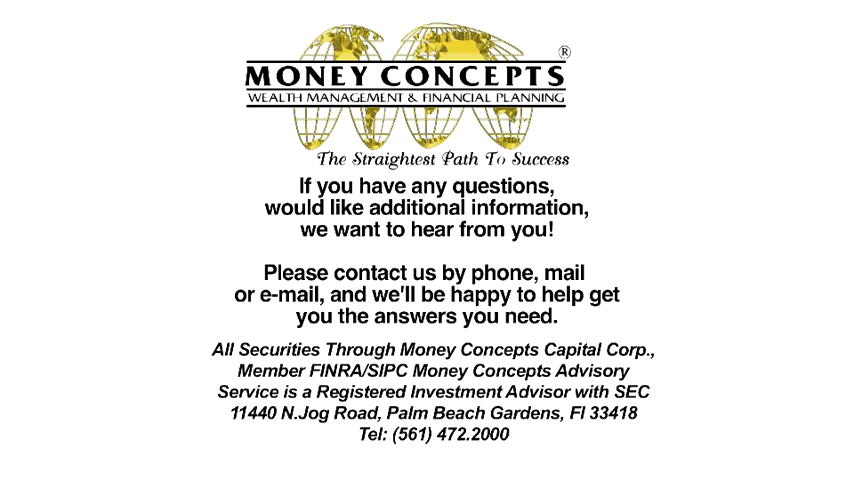 MONEY CONCEPTS®
WEALTH MANAGEMENT & FINANCIAL PLANNING
The Straightest Path To Success
If you have any questions,
would like additional information,
we want to hear from you!
Please contact us by phone, mail
or e-mail, and we'll be happy to help get
you the answers you need.
All Securities Through Money Concepts Capital Corp.,
Member FINRA/SIPC Money Concepts Advisory
Service is a Registered Investment Advisor with SEC
11440 N.Jog Road, Palm Beach Gardens, Fl 33418
Tel: (561) 472.2000